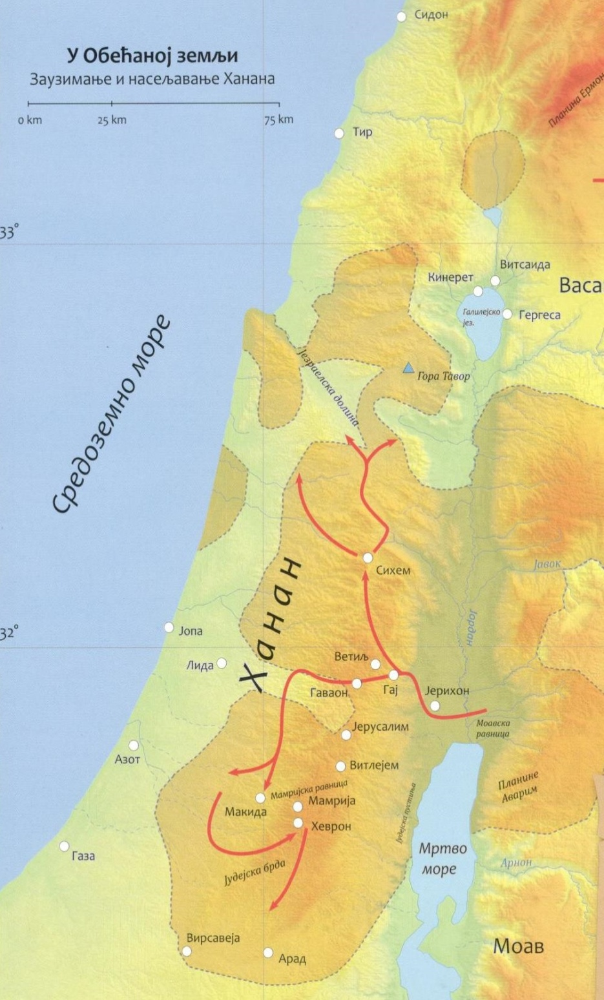 Сидон
У Обећаној земљи
Заузимање и насељавање Ханана
0 km 25 km 75 km
Планина Ермон
Тир
33°
Витсаида
Кинерет
Васа
Галилејско
јез.
Гергеса
Средоземно море
Језраелска долина
Гора Тавор
Сихем
Јавок
Ханан
Јордан
32°
Јопа
Лида
Ветиљ
Гаваон
Гај
Јерихон
Моавска
равница
Јерусалим
Азот
Витлејем
Планине
Аварим
Мамријска равница
Макида
Мамрија
Хеврон
Јудејска пустиња
Газа
Јудејска брда
Мртво
море
Арнон
Вирсавеја
Арад
Моав